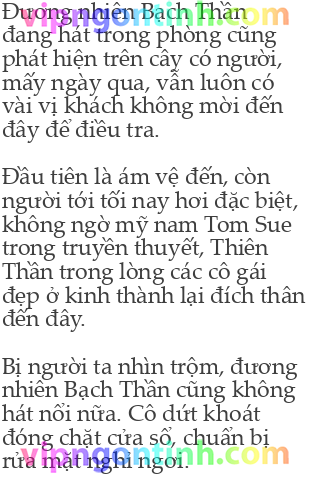 Đương nhiên Bạch Thần
vipngontinh.com
đang hát trong phòng cũng
phát hiện trên cây có người,
mấy ngày qua, vẫn luôn có
vài vị khách không mời đến
đây để điều tra.
Đầu tiên là ám vệ đến, còn
người tới tối nay hơi đặc biệt,
không ngờ mỹ nam Tom Sue
trong truyền thuyết, Thiên
Thần trong lòng các cô gái
đẹp ở kinh thành lại đích thân
đến đây.
Bị người ta nhìn trộm, đương
nhiên Bạch Thần cũng không
hát nổi nữa. Cô dứt khoát
đóng chặt cửa sổ, chuẩn bị
rửa mặt nghỉ ngơi.
vipngontinh.com